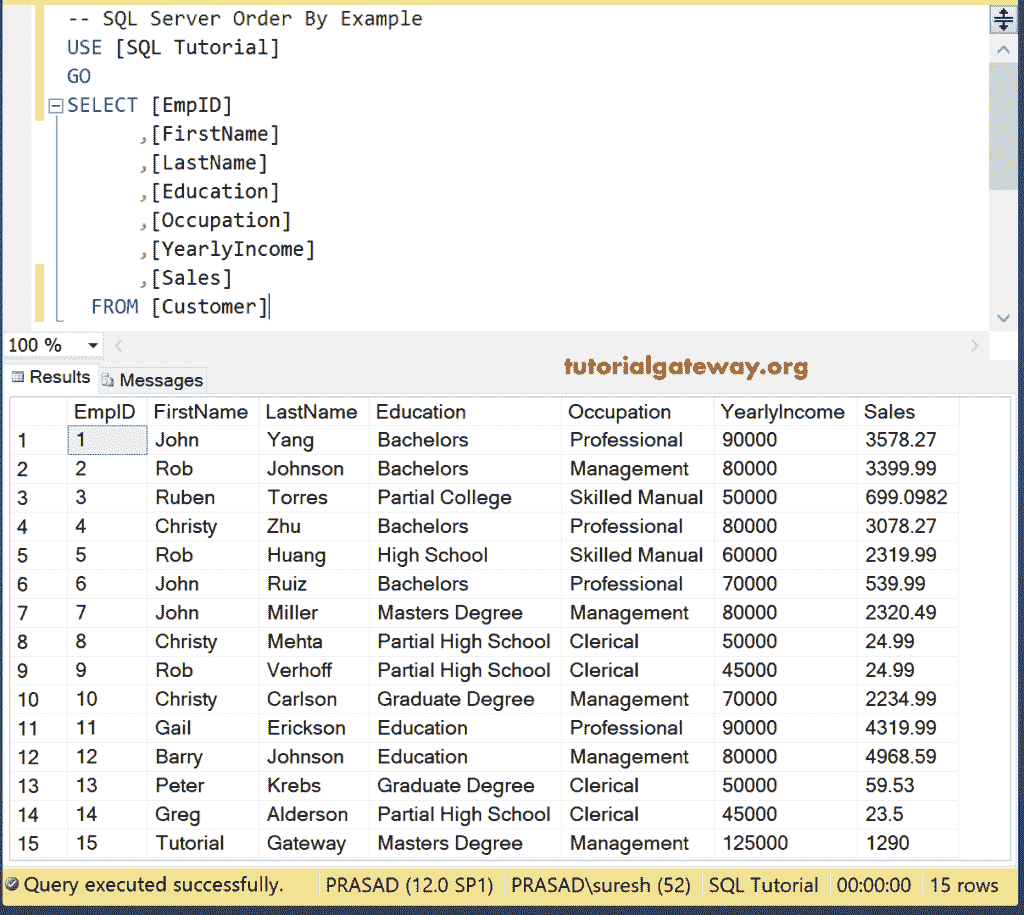 -- SQL Server Order By Example
USE [SQL Tutorial]
GO
SELECT [EmpID]
,[FirstName]
,[LastName]
,[Education]
,[Occupation]
,[YearlyIncome]
,[Sales]
FROM [Customer]
100 %
tutorialgateway.org
Results Messages
EmpID FirstName LastName Education Occupation YearlyIncome Sales
1 1 John Yang Bachelors Professional 90000 3578.27
2 2 Rob Johnson Bachelors Management 80000 3399.99
3 3 Ruben Torres Partial College Skilled Manual 50000 699.0982
4 4 Christy Zhu Bachelors Professional 80000 3078.27
5 5 Rob Huang High School Skilled Manual 60000 2319.99
6 6 John Ruiz Bachelors Professional 70000 539.99
7 7 John Miller Masters Degree Management 80000 2320.49
8 8 Christy Mehta Partial High School Clerical 50000 24.99
9 9 Rob Verhoff Partial High School Clerical 45000 24.99
10 10 Christy Carlson Graduate Degree Management 70000 2234.99
11 11 Gail Erickson Education Professional 90000 4319.99
12 12 Barry Johnson Education Management 80000 4968.59
13 13 Peter Krebs Graduate Degree Clerical 50000 59.53
14 14 Greg Alderson Partial High School Clerical 45000 23.5
15 15 Tutorial Gateway Masters Degree Management 125000 1290
Query executed successfully. PRASAD (12.0 SP1) PRASAD\suresh (52) SQL Tutorial 00:00:00 15 rows